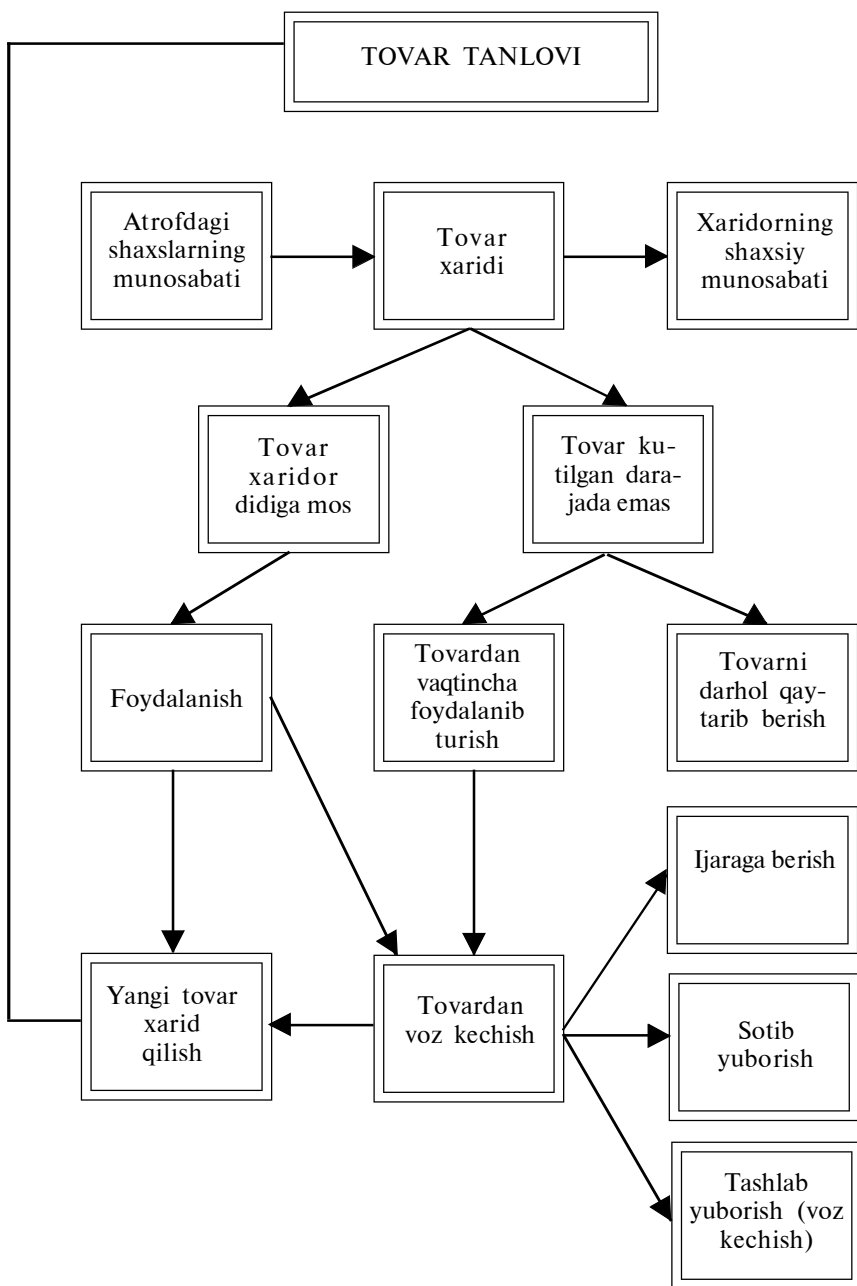 TOVAR TANLOVI
Atrofdagi
shaxslarning
munosabati
Tovar
xaridi
Xaridorning
shaxsiy
munosabati
Tovar
xaridor
didiga mos
Tovar ku-
tilgan dara-
jada emas
Foydalanish
Tovardan
vaqtincha
foydalanib
turish
Tovarni
darhol qay-
tarib berish
Ijaraga berish
Yangi tovar
xarid
qilish
Tovardan
voz kechish
Sotib
yuborish
Tashlab
yuborish (voz
kechish)